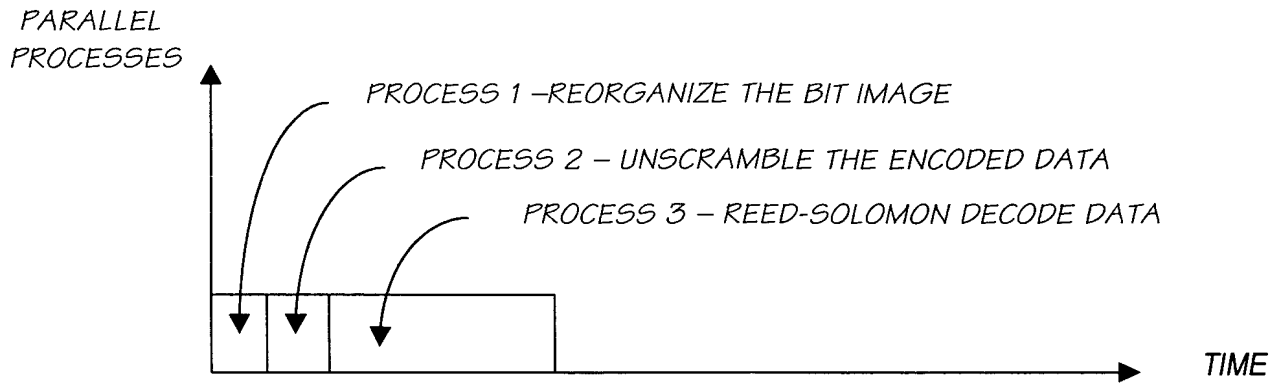 PARALLEL
PROCESSES
PROCESS 1 –REORGANIZE THE BIT IMAGE
PROCESS 2 – UNSCRAMBLE THE ENCODED DATA
PROCESS 3 – REED-SOLOMON DECODE DATA
TIME